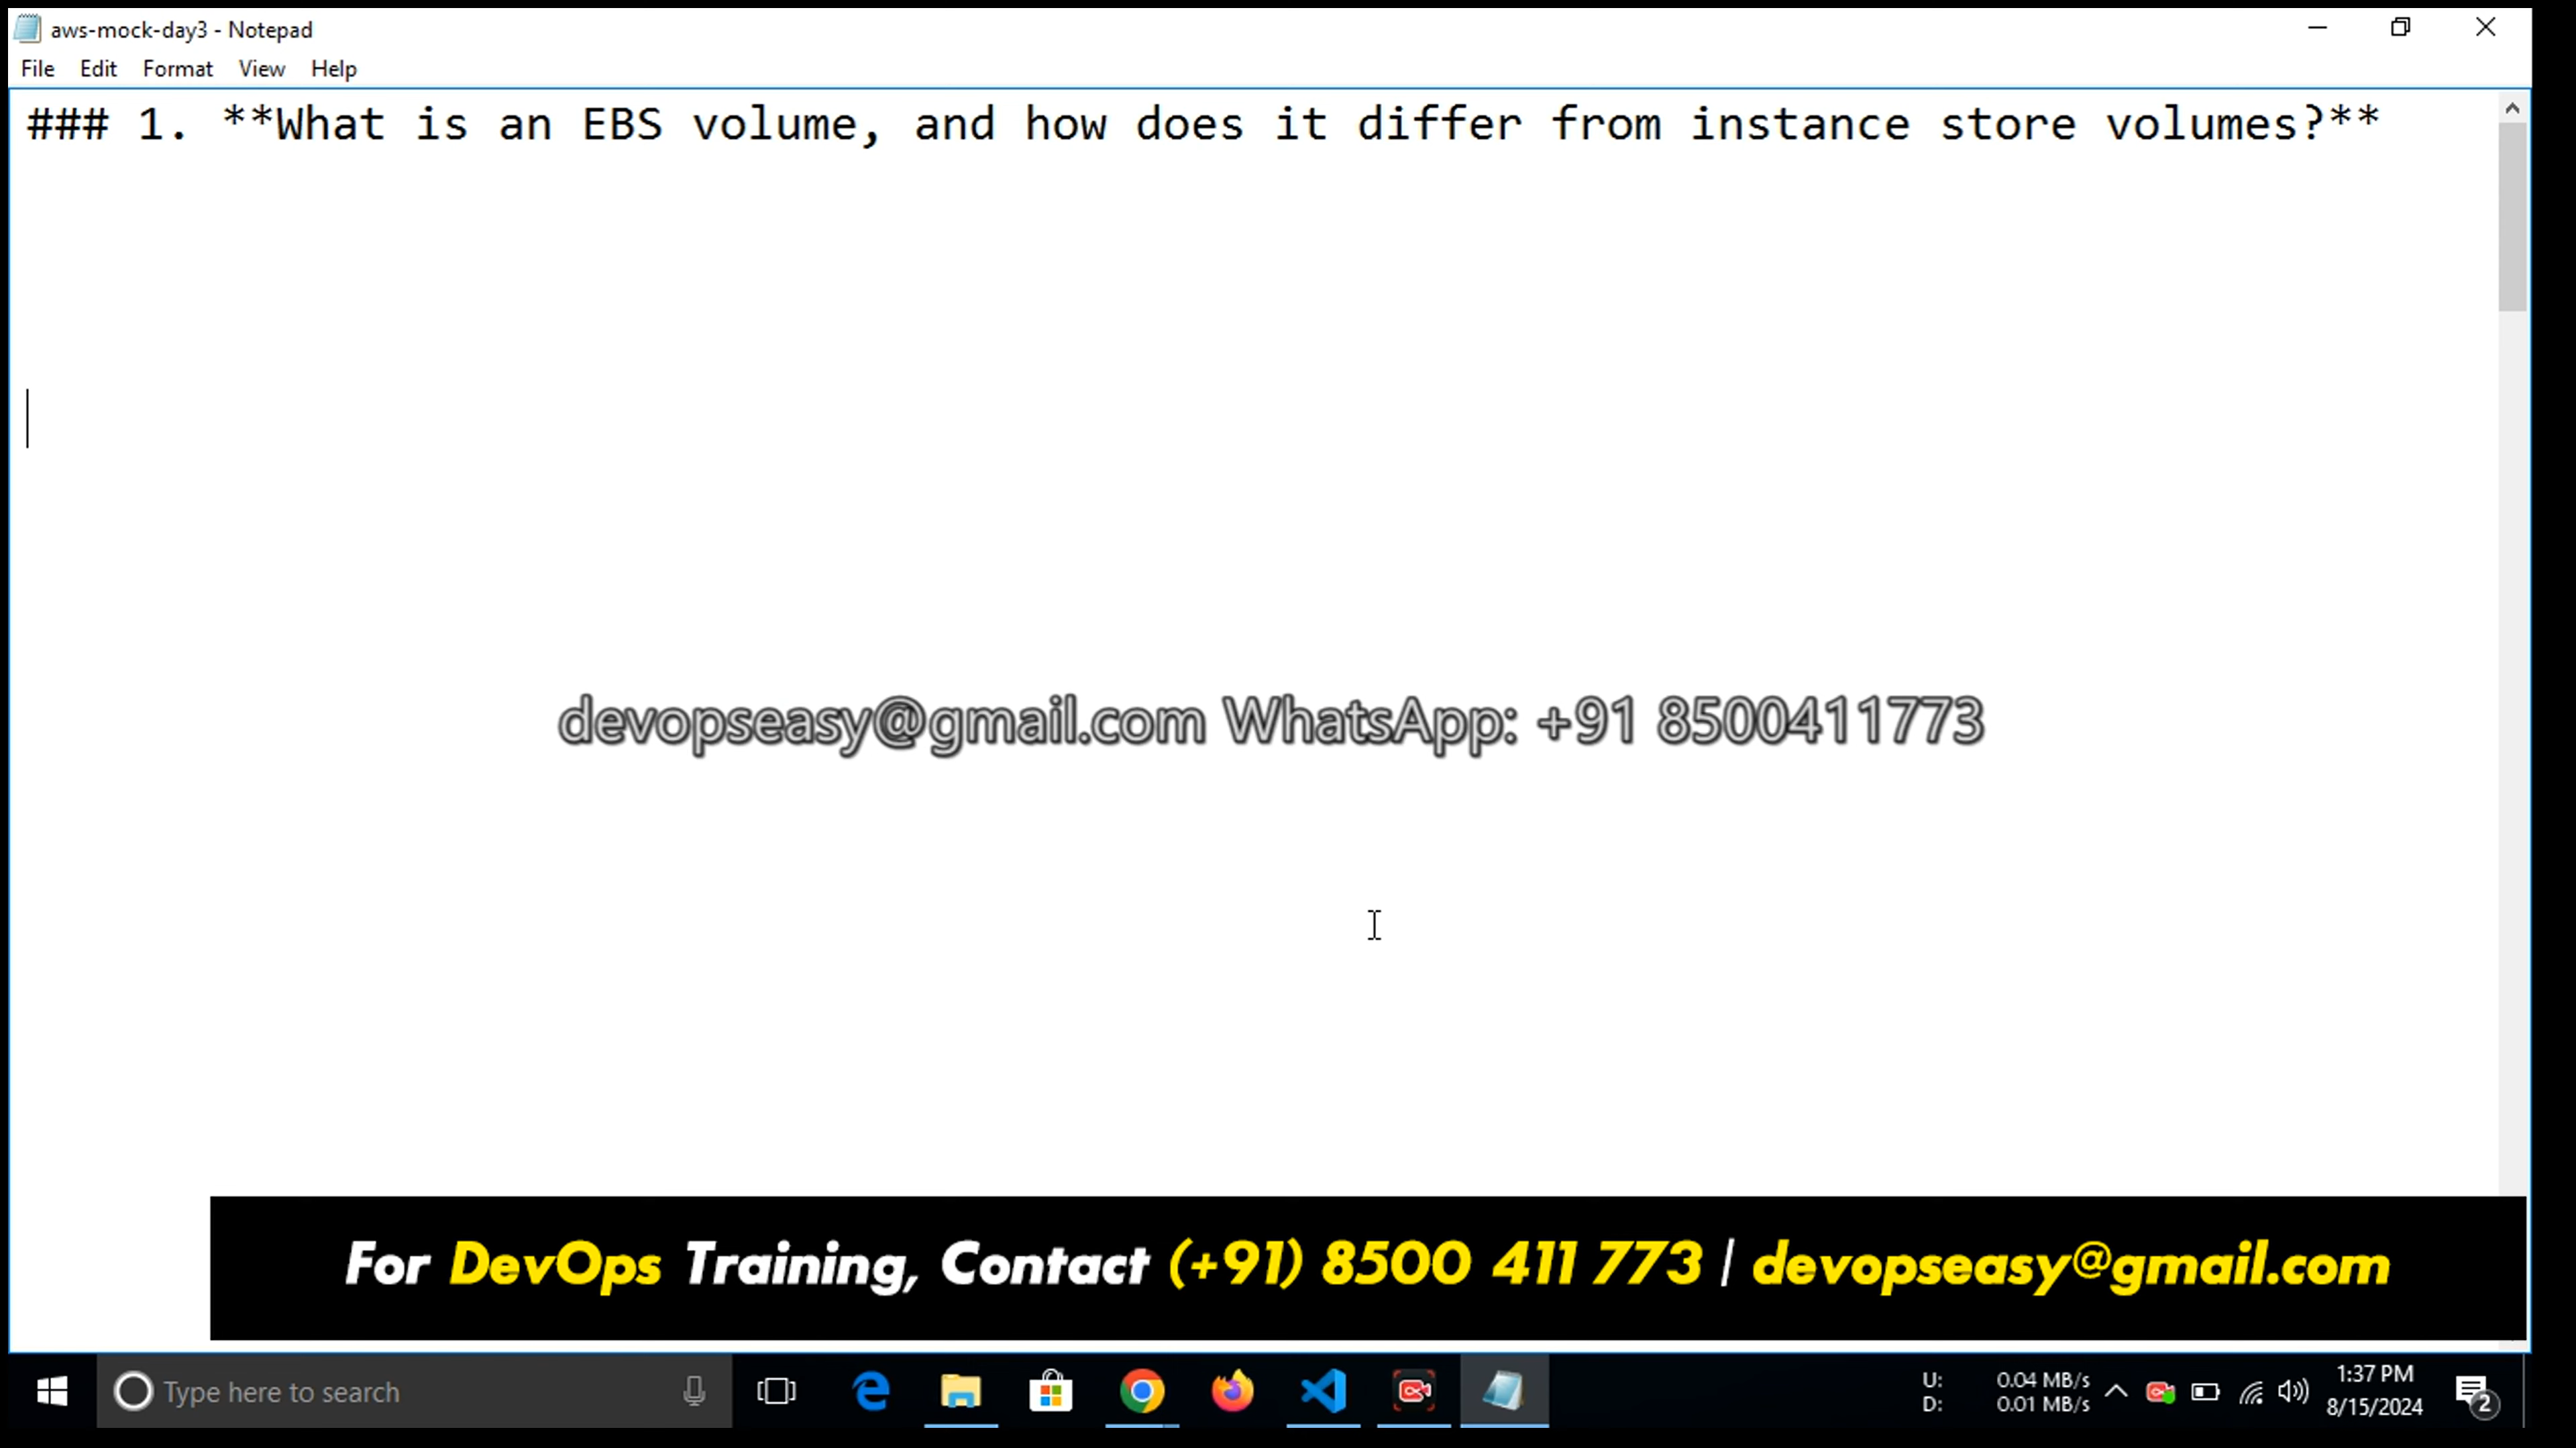 aws-mock-day3 - Notepad
File Edit Format View Help
### 1. **What is an EBS volume, and how does it differ from instance store volumes?**
devopseasy@gmail.com WhatsApp: +91 8500411773
For DevOps Training, Contact (+91) 8500 411 773 | devopseasy@gmail.com
Type here to search
U: 0.04 MB/s
D: 0.01 MB/s
1:37 PM
8/15/2024
2